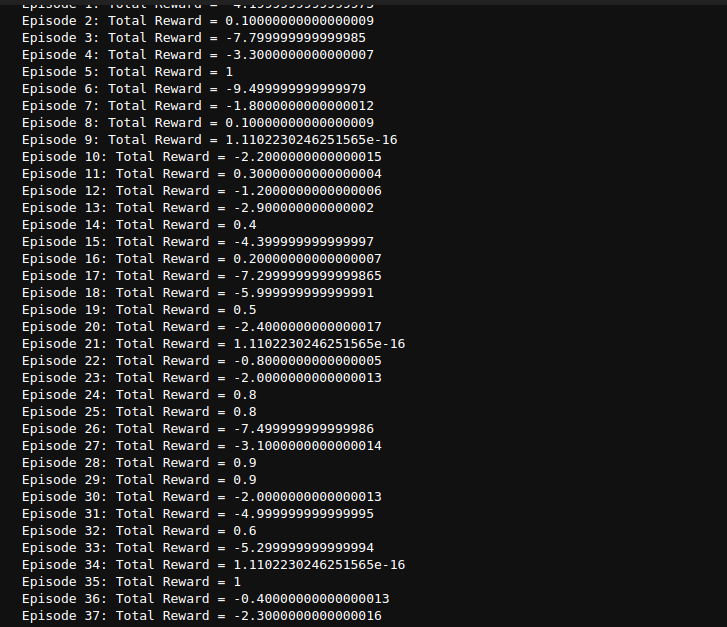 Episode 1: Total Reward =
Episode 2: Total Reward = 0.10000000000000009
Episode 3: Total Reward = -7.799999999999985
Episode 4: Total Reward = -3.3000000000000007
Episode 5: Total Reward = 1
Episode 6: Total Reward = -9.499999999999979
Episode 7: Total Reward = -1.8000000000000012
Episode 8: Total Reward = 0.10000000000000009
Episode 9: Total Reward = 1.1102230246251565e-16
Episode 10: Total Reward = -2.2000000000000015
Episode 11: Total Reward = 0.30000000000000004
Episode 12: Total Reward = -1.2000000000000006
Episode 13: Total Reward = -2.900000000000002
Episode 14: Total Reward = 0.4
Episode 15: Total Reward = -4.399999999999997
Episode 16: Total Reward = 0.20000000000000007
Episode 17: Total Reward = -7.2999999999999865
Episode 18: Total Reward = -5.999999999999991
Episode 19: Total Reward = 0.5
Episode 20: Total Reward = -2.4000000000000017
Episode 21: Total Reward = 1.1102230246251565e-16
Episode 22: Total Reward = -0.8000000000000005
Episode 23: Total Reward = -2.0000000000000013
Episode 24: Total Reward = 0.8
Episode 25: Total Reward = 0.8
Episode 26: Total Reward = -7.499999999999986
Episode 27: Total Reward = -3.1000000000000014
Episode 28: Total Reward = 0.9
Episode 29: Total Reward = 0.9
Episode 30: Total Reward = -2.0000000000000013
Episode 31: Total Reward = -4.999999999999995
Episode 32: Total Reward = 0.6
Episode 33: Total Reward = -5.299999999999994
Episode 34: Total Reward = 1.1102230246251565e-16
Episode 35: Total Reward = 1
Episode 36: Total Reward = -0.40000000000000013
Episode 37: Total Reward = -2.3000000000000016